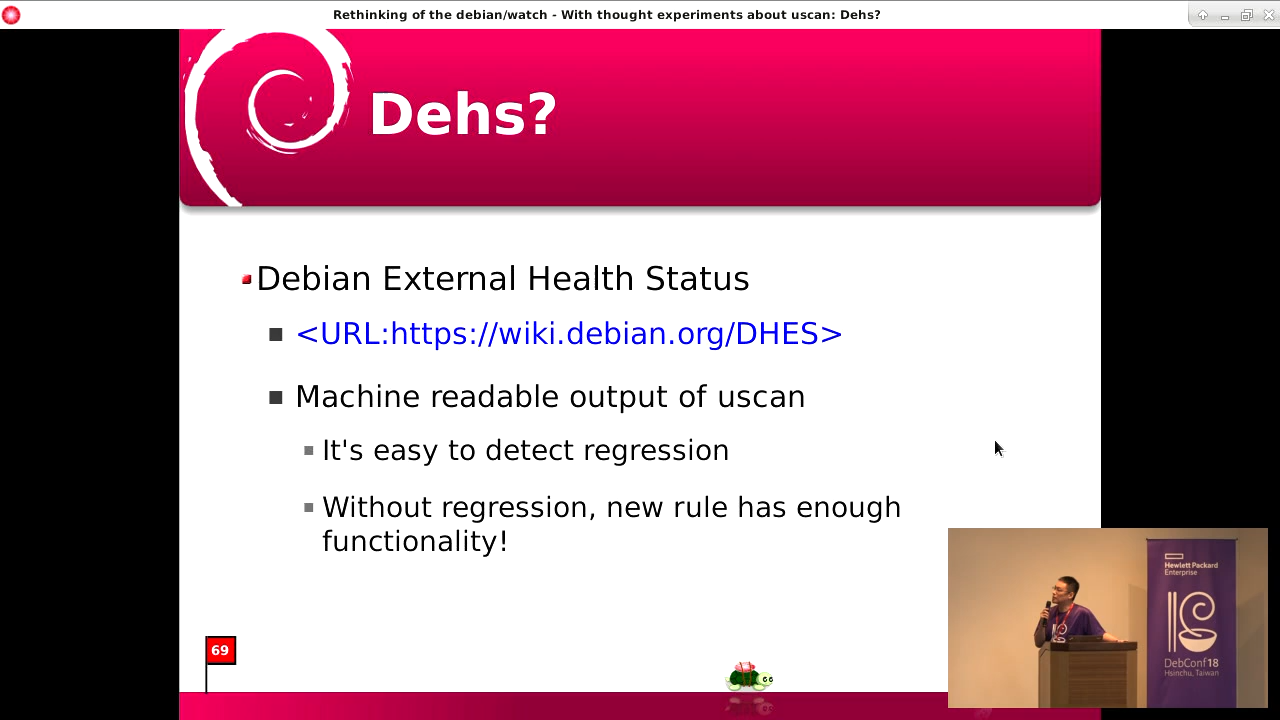 Rethinking of the debian/watch - With thought experiments about uscan: Dehs?
Dehs?
Debian External Health Status
<URL:https://wiki.debian.org/DHES>
Machine readable output of uscan
It's easy to detect regression
Without regression, new rule has enough
functionality!
69
Hewlett Packard
Enterprise
DebConf18
Hsinchu, Taiwan